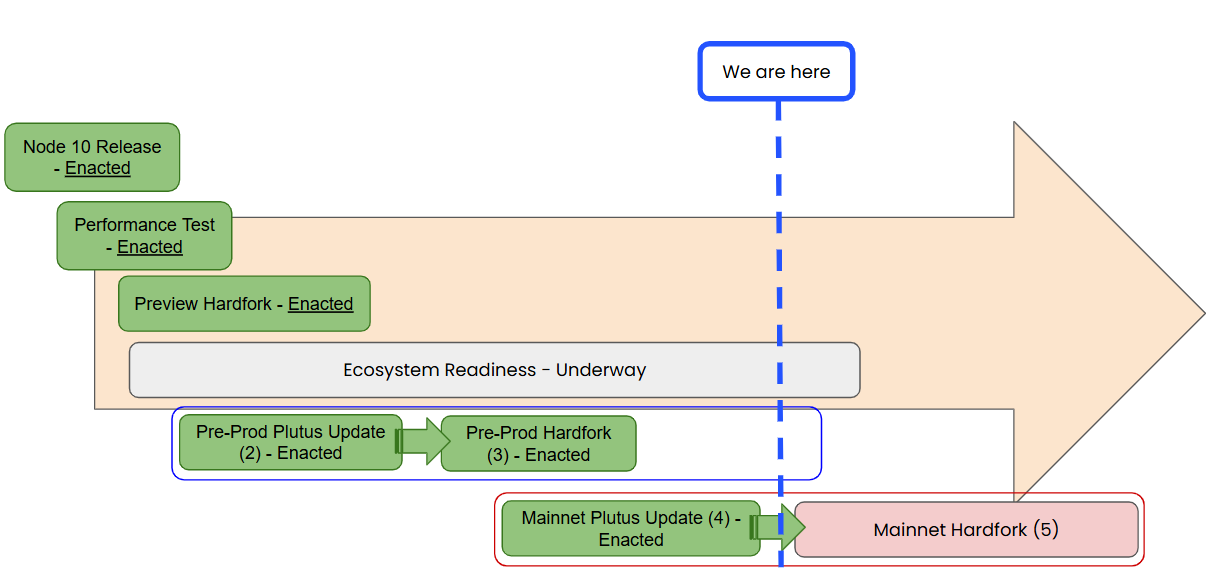 We are here
Node 10 Release
- Enacted
Performance Test
- Enacted
Preview Hardfork - Enacted
Ecosystem Readiness - Underway
Pre-Prod Plutus Update
(2) - Enacted
Pre-Prod Hardfork
(3) - Enacted
Mainnet Plutus Update (4) -
Enacted
Mainnet Hardfork (5)